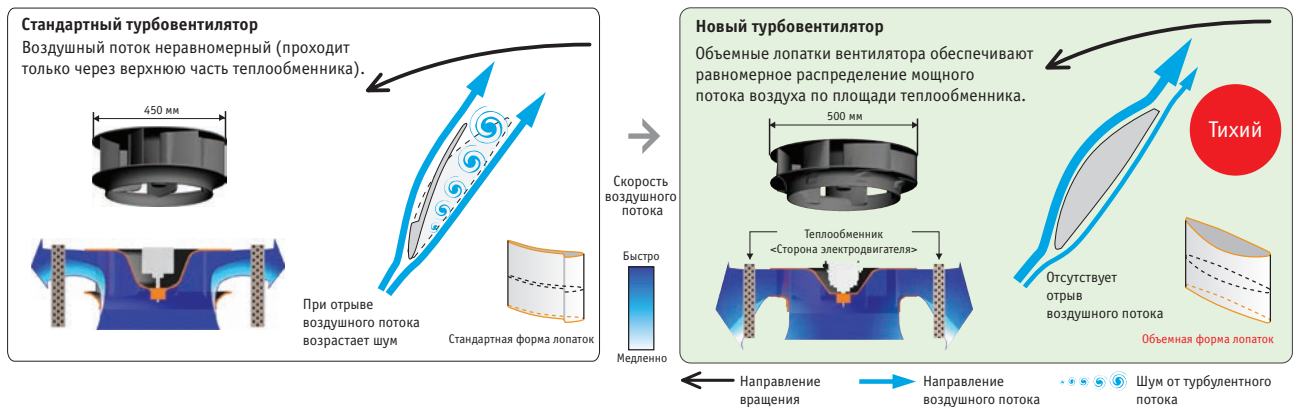 Стандартный турбовентилятор
Воздушный поток неравномерный (проходит
только через верхнюю часть теплообменника).
450 мм
При отрыве
воздушного потока
возрастает шум
Стандартная форма лопаток
Скорость
воздушного
потока
Быстро
Медленно
Новый турбовентилятор
Объемные лопатки вентилятора обеспечивают
равномерное распределение мощного
потока воздуха по площади теплообменника.
500 мм
Тихий
Теплообменник
<Сторона электродвигателя>
Отсутствует
отрыв
воздушного потока
Объемная форма лопаток
Направление
вращения
Направление
воздушного потока
Шум от турбулентного
потока